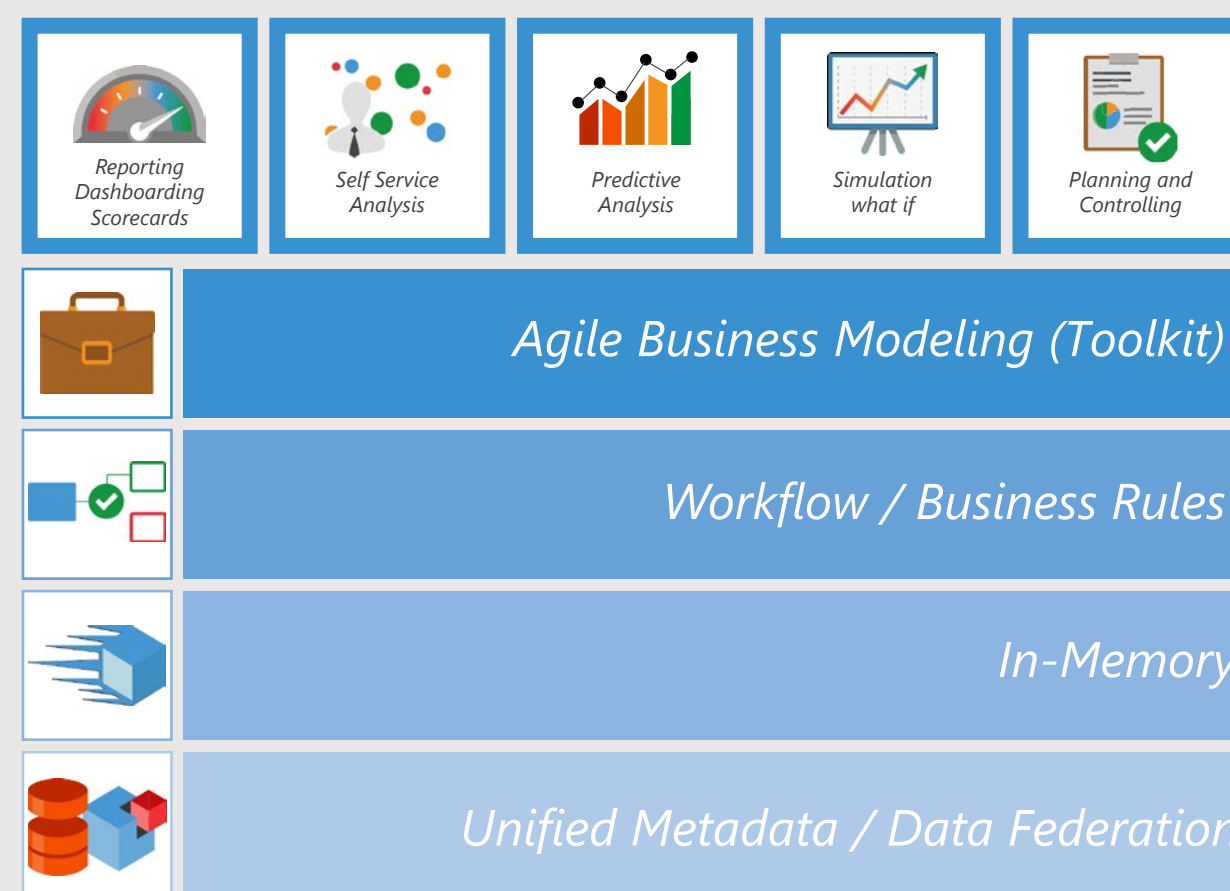 Reporting
Dashboarding
Scorecards
Self Service
Analysis
Predictive
Analysis
Simulation
what if
Planning and
Controlling
Agile Business Modeling (Toolkit)
Workflow / Business Rules
In-Memory
Unified Metadata / Data Federation